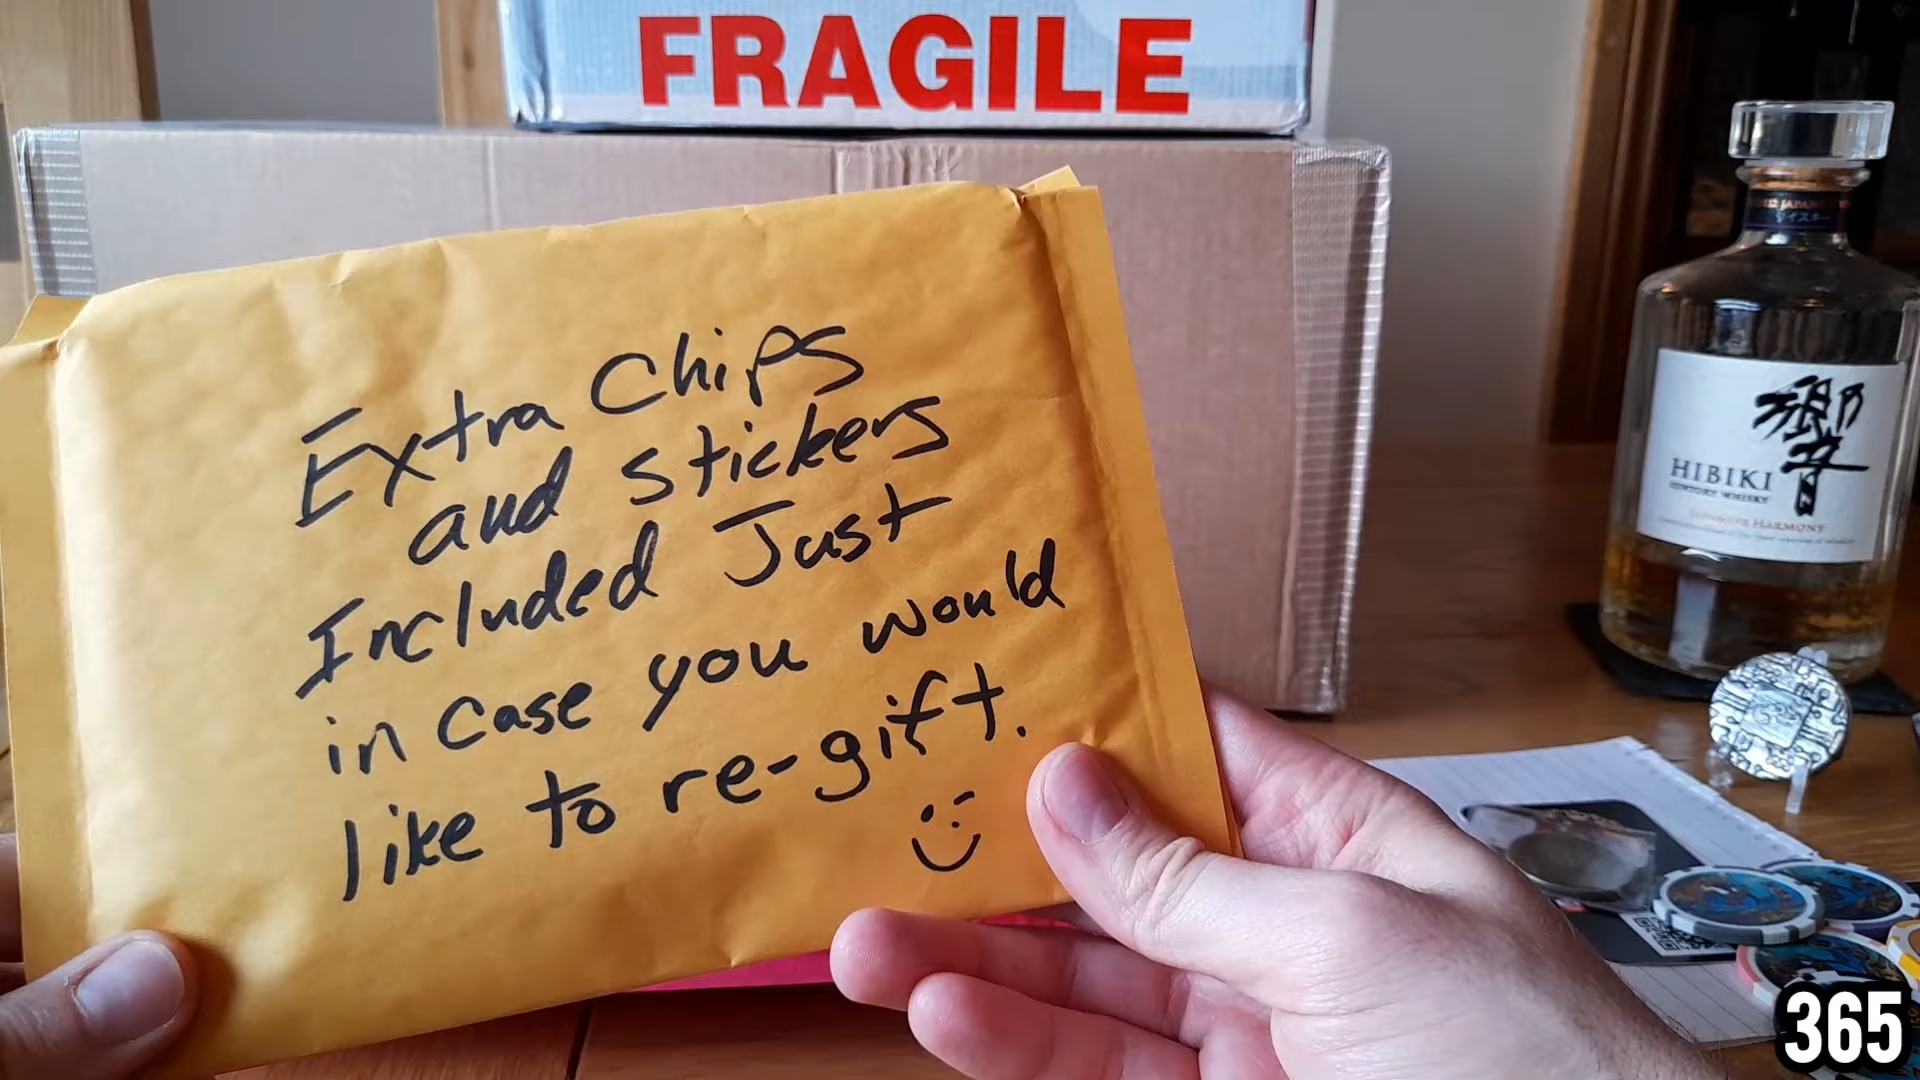 FRAGILE
Extra Chips
and stickers
Included Just
in case you would
like to re-gift.
響
HIBIKI
SUNTORY WHISKY
JAPANESE HARMONY
365